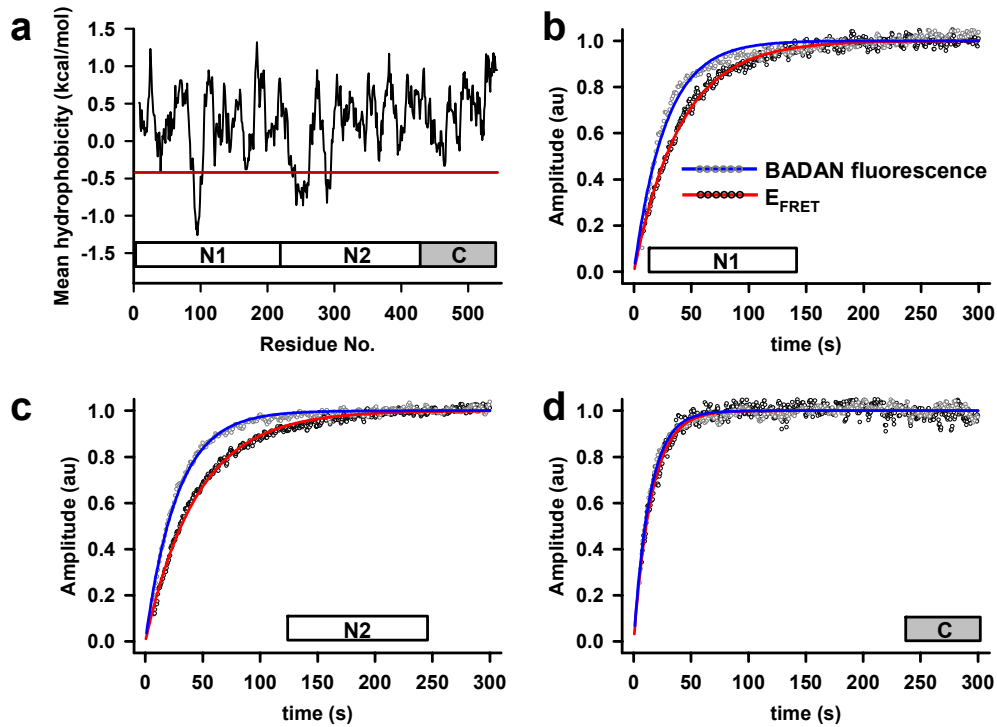 a
Mean hydrophobicity (kcal/mol)
1.5
1.0
0.5
0.0
-0.5
-1.0
-1.5
N1 N2 C
0 100 200 300 400 500
Residue No.
b
Amplitude (au)
1.0
0.8
0.6
0.4
0.2
0.0
BADAN fluorescence
EFRET
N1
0 50 100 150 200 250 300
time (s)
c
Amplitude (au)
1.0
0.8
0.6
0.4
0.2
0.0
N2
0 50 100 150 200 250 300
time (s)
d
Amplitude (au)
1.0
0.8
0.6
0.4
0.2
0.0
C
0 50 100 150 200 250 300
time (s)